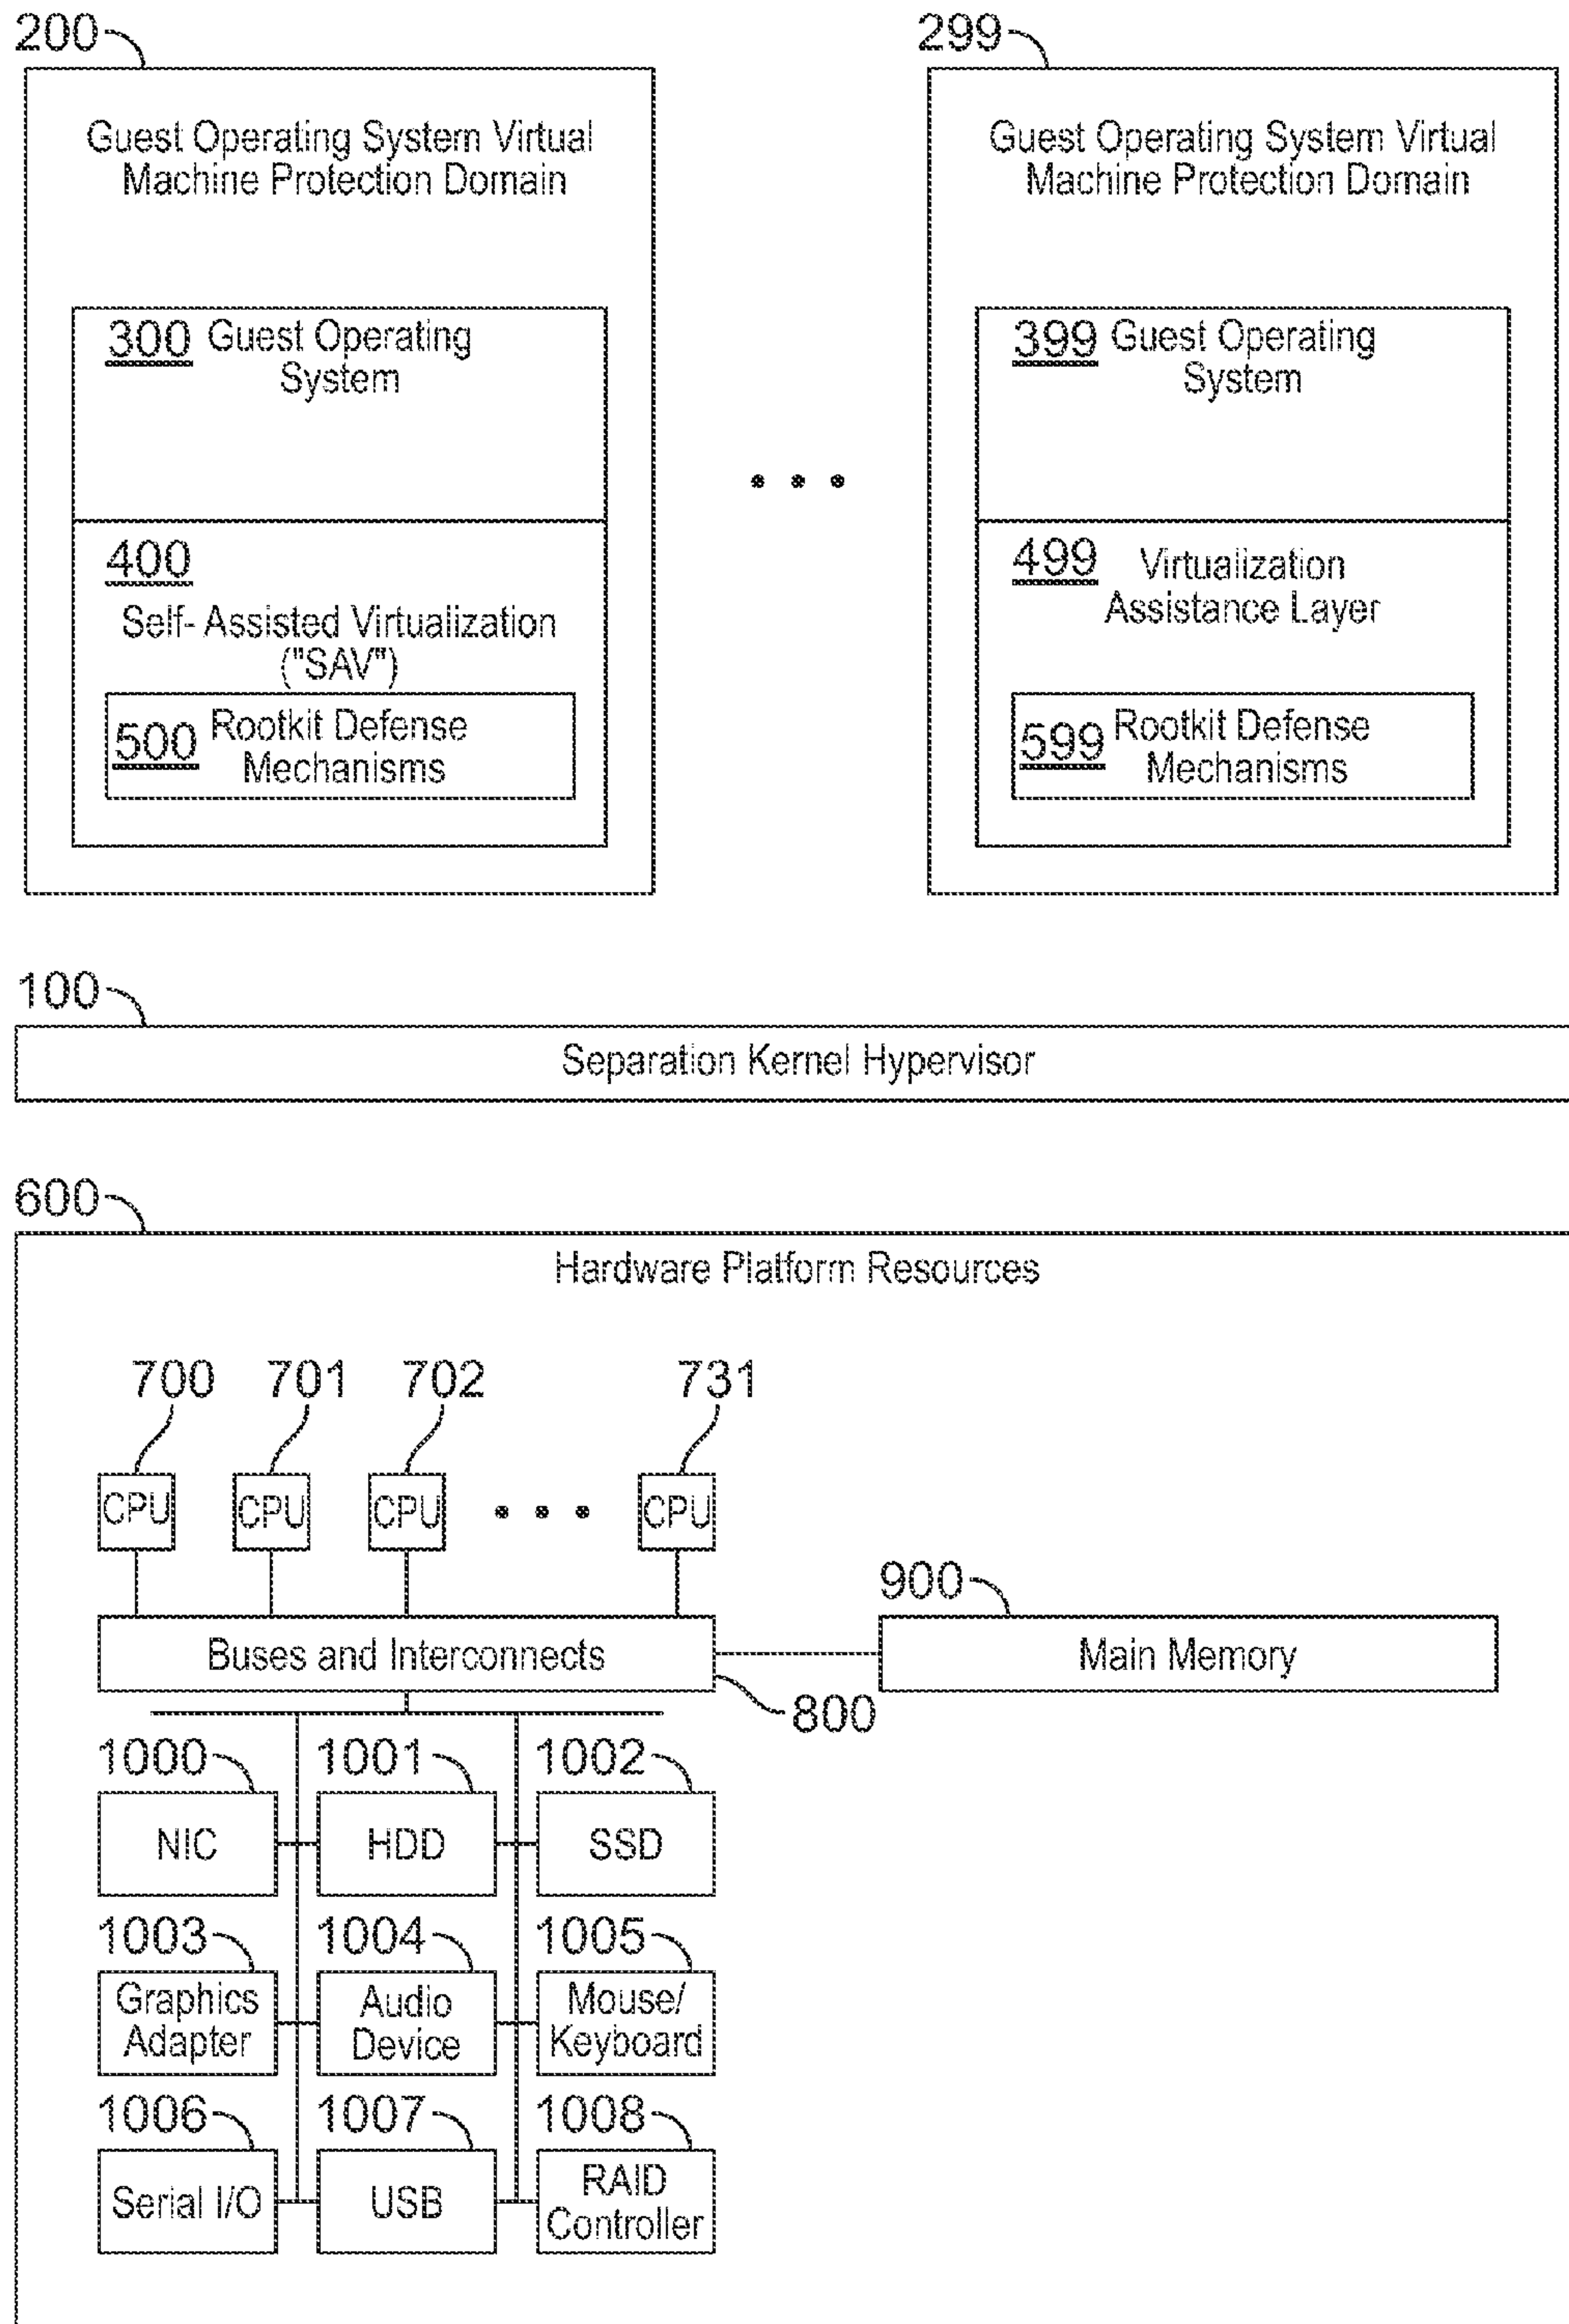 200
299
Guest Operating System Virtual
Machine Protection Domain
Guest Operating System Virtual
Machine Protection Domain
300 Guest Operating
System
399 Guest Operating
System
400
Self- Assisted Virtualization
("SAV")
499 Virtualization
Assistance Layer
500 Rootkit Defense
Mechanisms
599 Rootkit Defense
Mechanisms
100
Separation Kernel Hypervisor
600
Hardware Platform Resources
700 701 702 731
CPU CPU CPU CPU
900
Buses and Interconnects
Main Memory
800
1000 1001 1002
NIC HDD SSD
1003 1004 1005
Graphics
Adapter
Audio
Device
Mouse/
Keyboard
1006 1007 1008
Serial I/O
USB
RAID
Controller